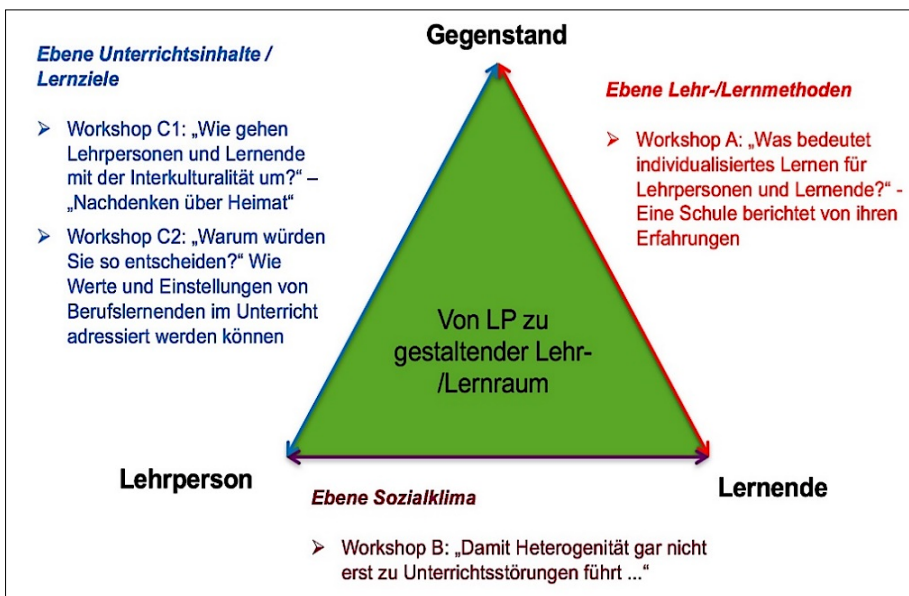 Gegenstand
Ebene Unterrichtsinhalte /
Lernziele
➢ Workshop C1: „Wie gehen
Lehrpersonen und Lernende
mit der Interkulturalität um?“ –
„Nachdenken über Heimat“
➢ Workshop C2: „Warum würden
Sie so entscheiden?“ Wie
Werte und Einstellungen von
Berufslernenden im Unterricht
adressiert werden können
Ebene Lehr-/Lernmethoden
➢ Workshop A: „Was bedeutet
individualisiertes Lernen für
Lehrpersonen und Lernende?“ -
Eine Schule berichtet von ihren
Erfahrungen
Von LP zu
gestaltender Lehr-
/Lernraum
Lehrperson
Lernende
Ebene Sozialklima
➢ Workshop B: „Damit Heterogenität gar nicht
erst zu Unterrichtsstörungen führt ...“